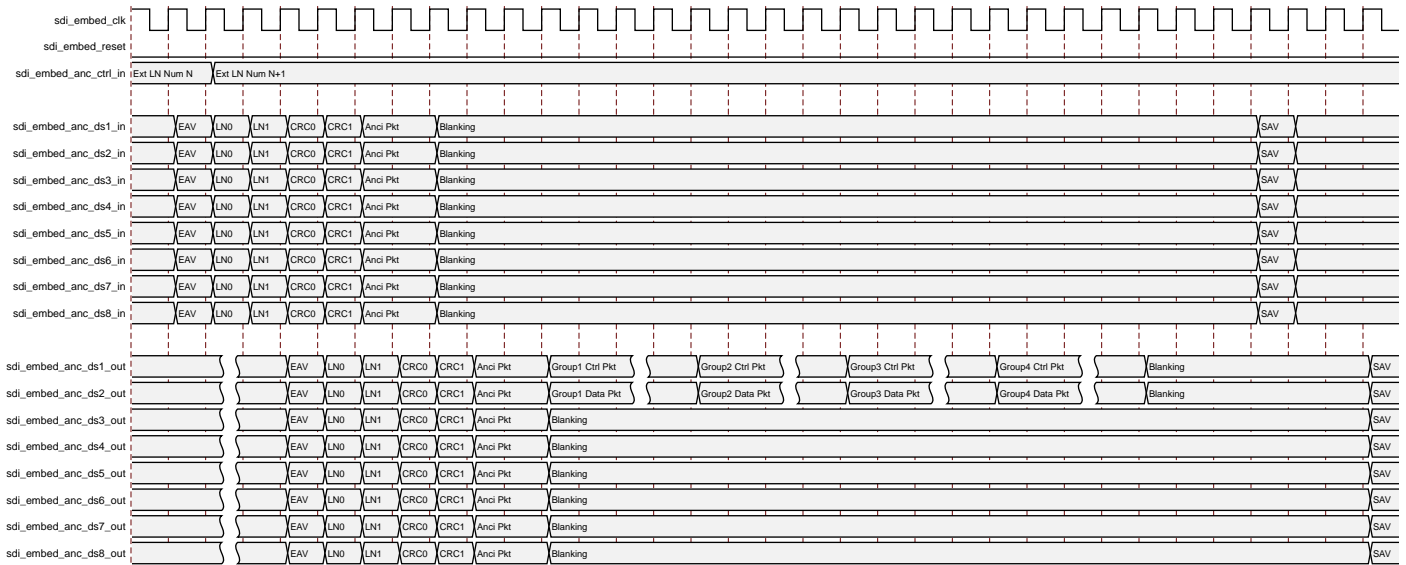 sdi_embed_clk
sdi_embed_reset
sdi_embed_anc_ctrl_in Ext LN Num N Ext LN Num N+1
sdi_embed_anc_ds1_in EAV LN0 LN1 CRC0 CRC1 Anci Pkt Blanking SAV
sdi_embed_anc_ds2_in EAV LN0 LN1 CRC0 CRC1 Anci Pkt Blanking SAV
sdi_embed_anc_ds3_in EAV LN0 LN1 CRC0 CRC1 Anci Pkt Blanking SAV
sdi_embed_anc_ds4_in EAV LN0 LN1 CRC0 CRC1 Anci Pkt Blanking SAV
sdi_embed_anc_ds5_in EAV LN0 LN1 CRC0 CRC1 Anci Pkt Blanking SAV
sdi_embed_anc_ds6_in EAV LN0 LN1 CRC0 CRC1 Anci Pkt Blanking SAV
sdi_embed_anc_ds7_in EAV LN0 LN1 CRC0 CRC1 Anci Pkt Blanking SAV
sdi_embed_anc_ds8_in EAV LN0 LN1 CRC0 CRC1 Anci Pkt Blanking SAV
sdi_embed_anc_ds1_out EAV LN0 LN1 CRC0 CRC1 Anci Pkt Group1 Ctrl Pkt Group2 Ctrl Pkt Group3 Ctrl Pkt Group4 Ctrl Pkt Blanking SAV
sdi_embed_anc_ds2_out EAV LN0 LN1 CRC0 CRC1 Anci Pkt Group1 Data Pkt Group2 Data Pkt Group3 Data Pkt Group4 Data Pkt Blanking SAV
sdi_embed_anc_ds3_out EAV LN0 LN1 CRC0 CRC1 Anci Pkt Blanking SAV
sdi_embed_anc_ds4_out EAV LN0 LN1 CRC0 CRC1 Anci Pkt Blanking SAV
sdi_embed_anc_ds5_out EAV LN0 LN1 CRC0 CRC1 Anci Pkt Blanking SAV
sdi_embed_anc_ds6_out EAV LN0 LN1 CRC0 CRC1 Anci Pkt Blanking SAV
sdi_embed_anc_ds7_out EAV LN0 LN1 CRC0 CRC1 Anci Pkt Blanking SAV
sdi_embed_anc_ds8_out EAV LN0 LN1 CRC0 CRC1 Anci Pkt Blanking SAV